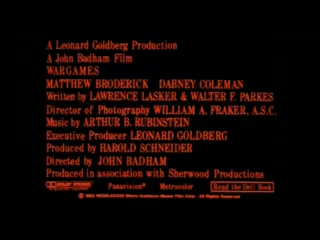 A Leonard Goldberg Production
A John Badham Film
WARGAMES
MATTHEW BRODERICK DABNEY COLEMAN
Written by LAWRENCE LASKER & WALTER F. PARKES
Director of Photography WILLIAM A. FRAKER, A.S.C.
Music by ARTHUR B. RUBINSTEIN
Executive Producer LEONARD GOLDBERG
Produced by HAROLD SCHNEIDER
Directed by JOHN BADHAM
Produced in association with Sherwood Productions
DOLBY STEREO Panavision® Metrocolor Read the Dell Book